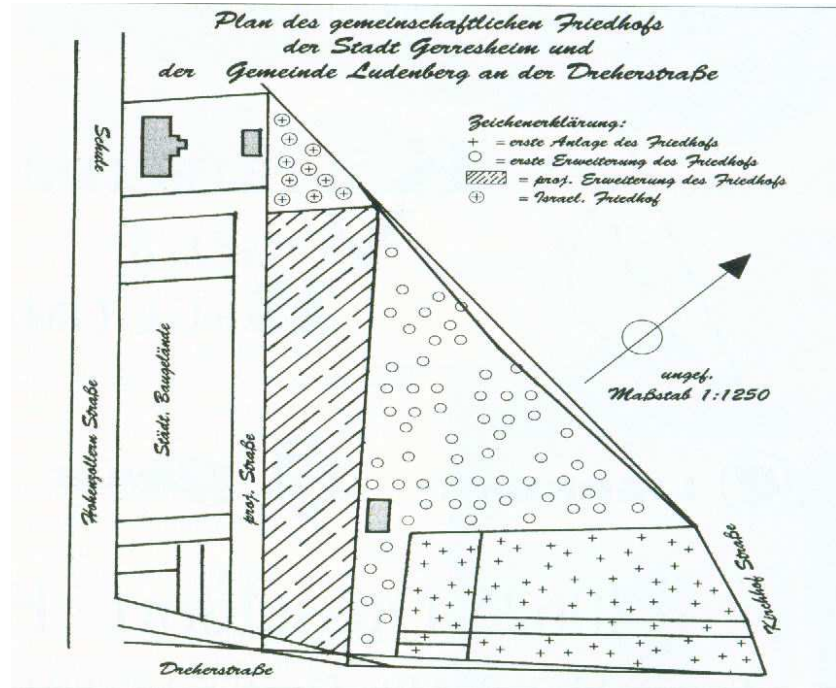 Plan des gemeinschaftlichen Friedhofs
der Stadt Gerresheim und
der Gemeinde Ludenberg an der Dreherstraße
Zeichenerklärung:
+ = erste Anlage des Friedhofs
○ = erste Erweiterung des Friedhofs
= proj. Erweiterung des Friedhofs
⊕ = Israel. Friedhof
Schule
ungef.
Maßstab 1:1250
Hohenzollern Straße
Städt. Baugelände
proj. Straße
Kirchhof Straße
Dreherstraße